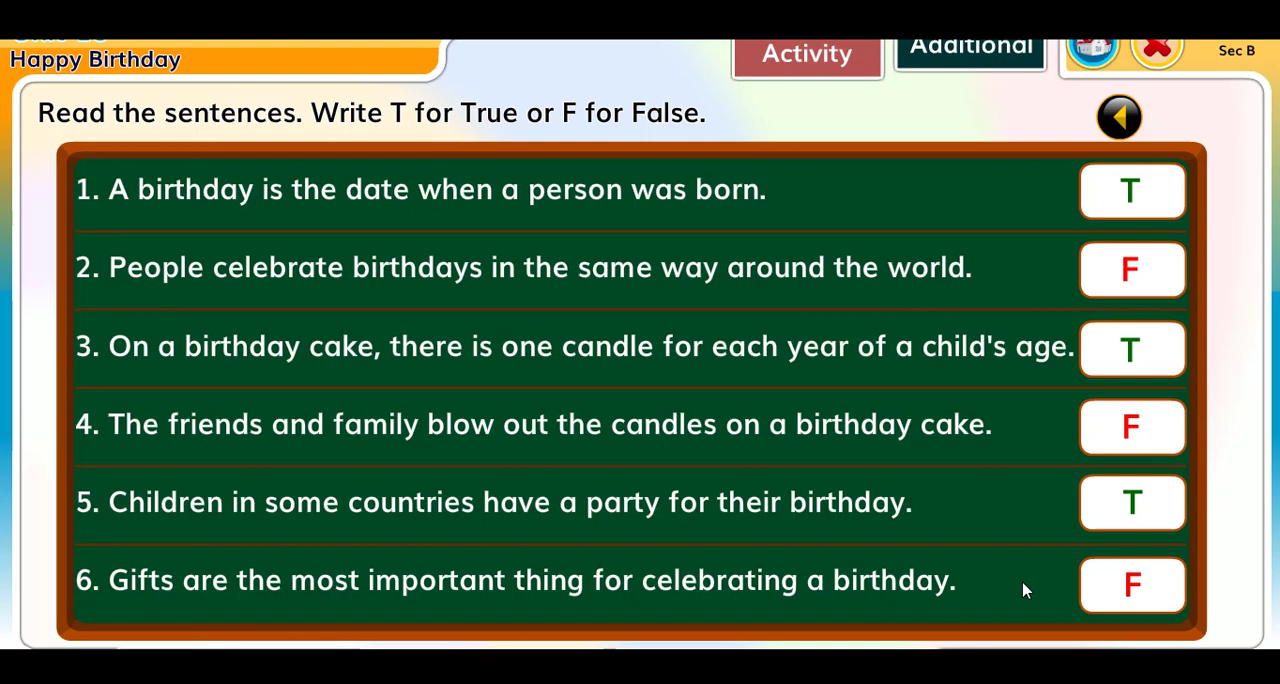 Happy Birthday
Activity
Additional
Sec B
Read the sentences. Write T for True or F for False.
1. A birthday is the date when a person was born.
T
2. People celebrate birthdays in the same way around the world.
F
3. On a birthday cake, there is one candle for each year of a child's age.
T
4. The friends and family blow out the candles on a birthday cake.
F
5. Children in some countries have a party for their birthday.
T
6. Gifts are the most important thing for celebrating a birthday.
F